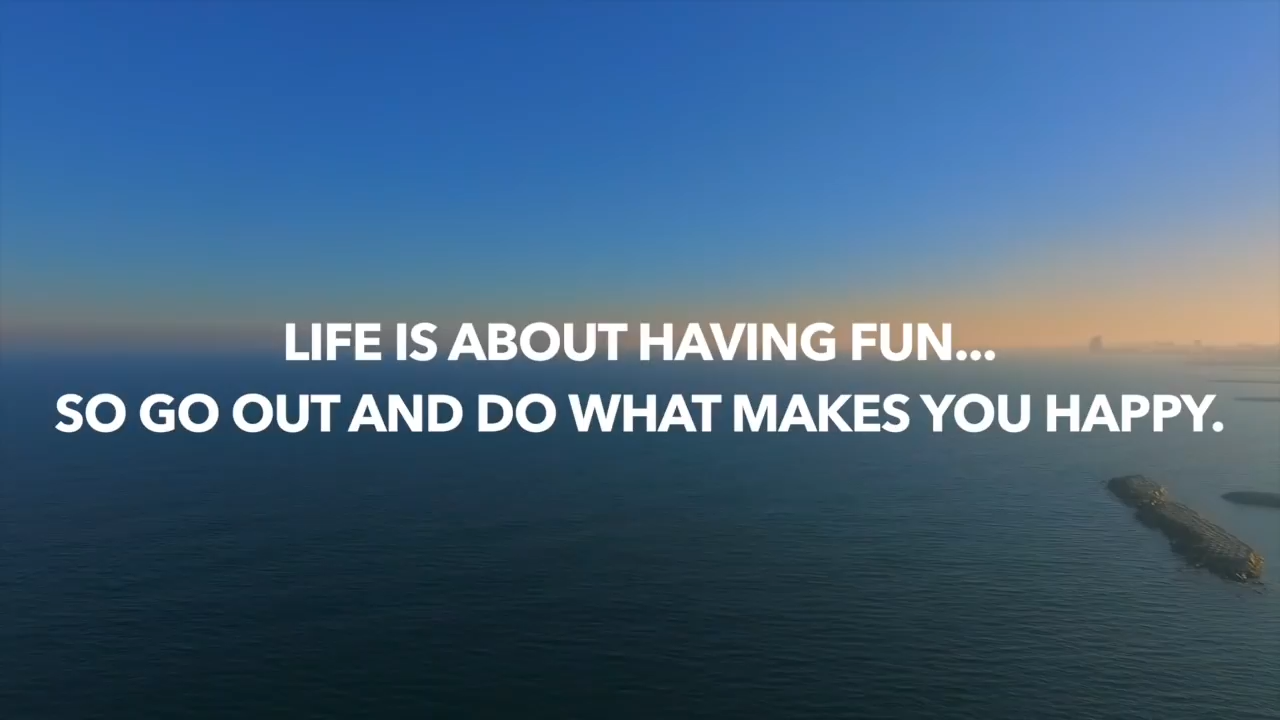 LIFE IS ABOUT HAVING FUN...
SO GO OUT AND DO WHAT MAKES YOU HAPPY.